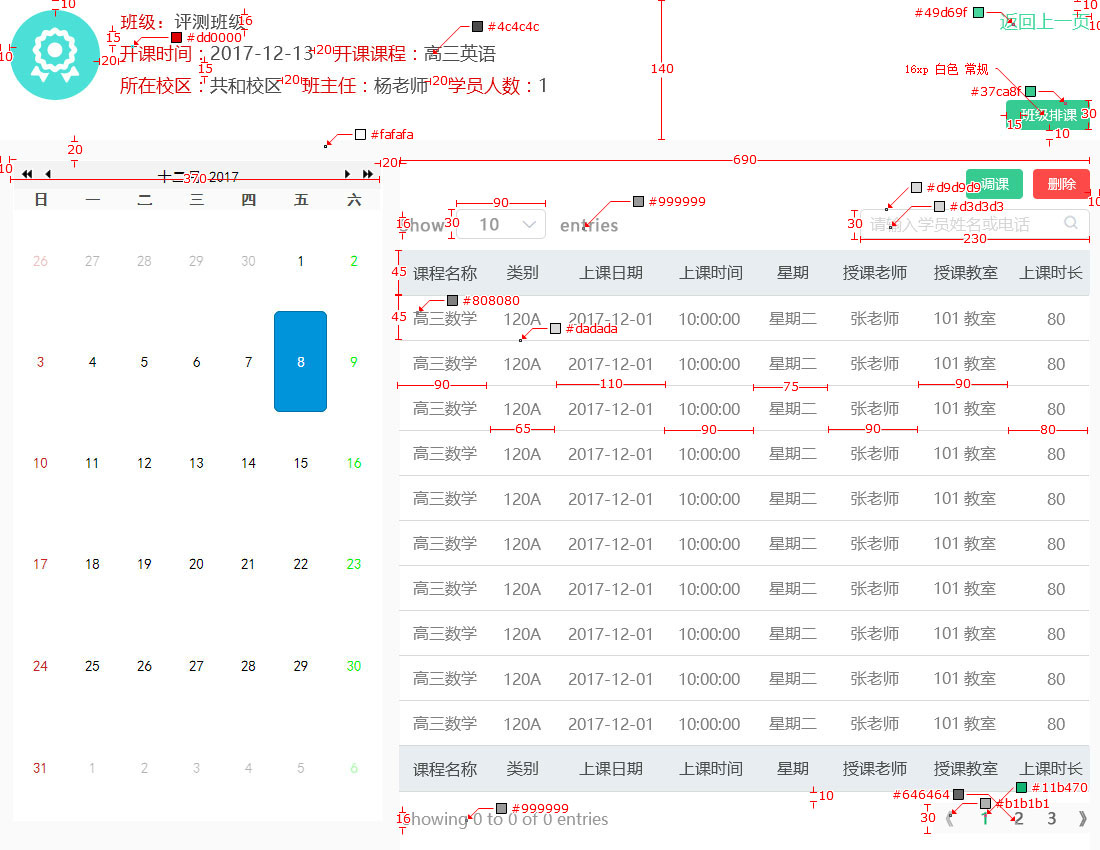 10
班级：评测班级
16
#4c4c4c
#49d69f
返回上一页
10
10
15
#dd0000
开课时间：2017-12-13
20
开课课程：高三英语
10
20
15
140
16xp 白色 常规
所在校区：共和校区
20
班主任：杨老师
20
学员人数：1
#37ca8f
班级排课
30
15
10
#fafafa
20
10
370
20
690
十二月 2017
调课
删除
#d9d9d9
10
日 一 二 三 四 五 六
90
#999999
#d3d3d3
16
Show
30
10
entries
30
请输入学员姓名或电话
230
26 27 28 29 30 1 2
45
课程名称 类别 上课日期 上课时间 星期 授课老师 授课教室 上课时长
#808080
45
高三数学 120A 2017-12-01 10:00:00 星期二 张老师 101 教室 80
#dadada
3 4 5 6 7 8 9
高三数学 120A 2017-12-01 10:00:00 星期二 张老师 101 教室 80
90 110 75 90
高三数学 120A 2017-12-01 10:00:00 星期二 张老师 101 教室 80
65 90 90 80
10 11 12 13 14 15 16
高三数学 120A 2017-12-01 10:00:00 星期二 张老师 101 教室 80
高三数学 120A 2017-12-01 10:00:00 星期二 张老师 101 教室 80
17 18 19 20 21 22 23
高三数学 120A 2017-12-01 10:00:00 星期二 张老师 101 教室 80
高三数学 120A 2017-12-01 10:00:00 星期二 张老师 101 教室 80
高三数学 120A 2017-12-01 10:00:00 星期二 张老师 101 教室 80
24 25 26 27 28 29 30
高三数学 120A 2017-12-01 10:00:00 星期二 张老师 101 教室 80
高三数学 120A 2017-12-01 10:00:00 星期二 张老师 101 教室 80
31 1 2 3 4 5 6
课程名称 类别 上课日期 上课时间 星期 授课老师 授课教室 上课时长
#11b470
#646464
10
#b1b1b1
#999999
16
Showing 0 to 0 of 0 entries
30
《 1 2 3 》